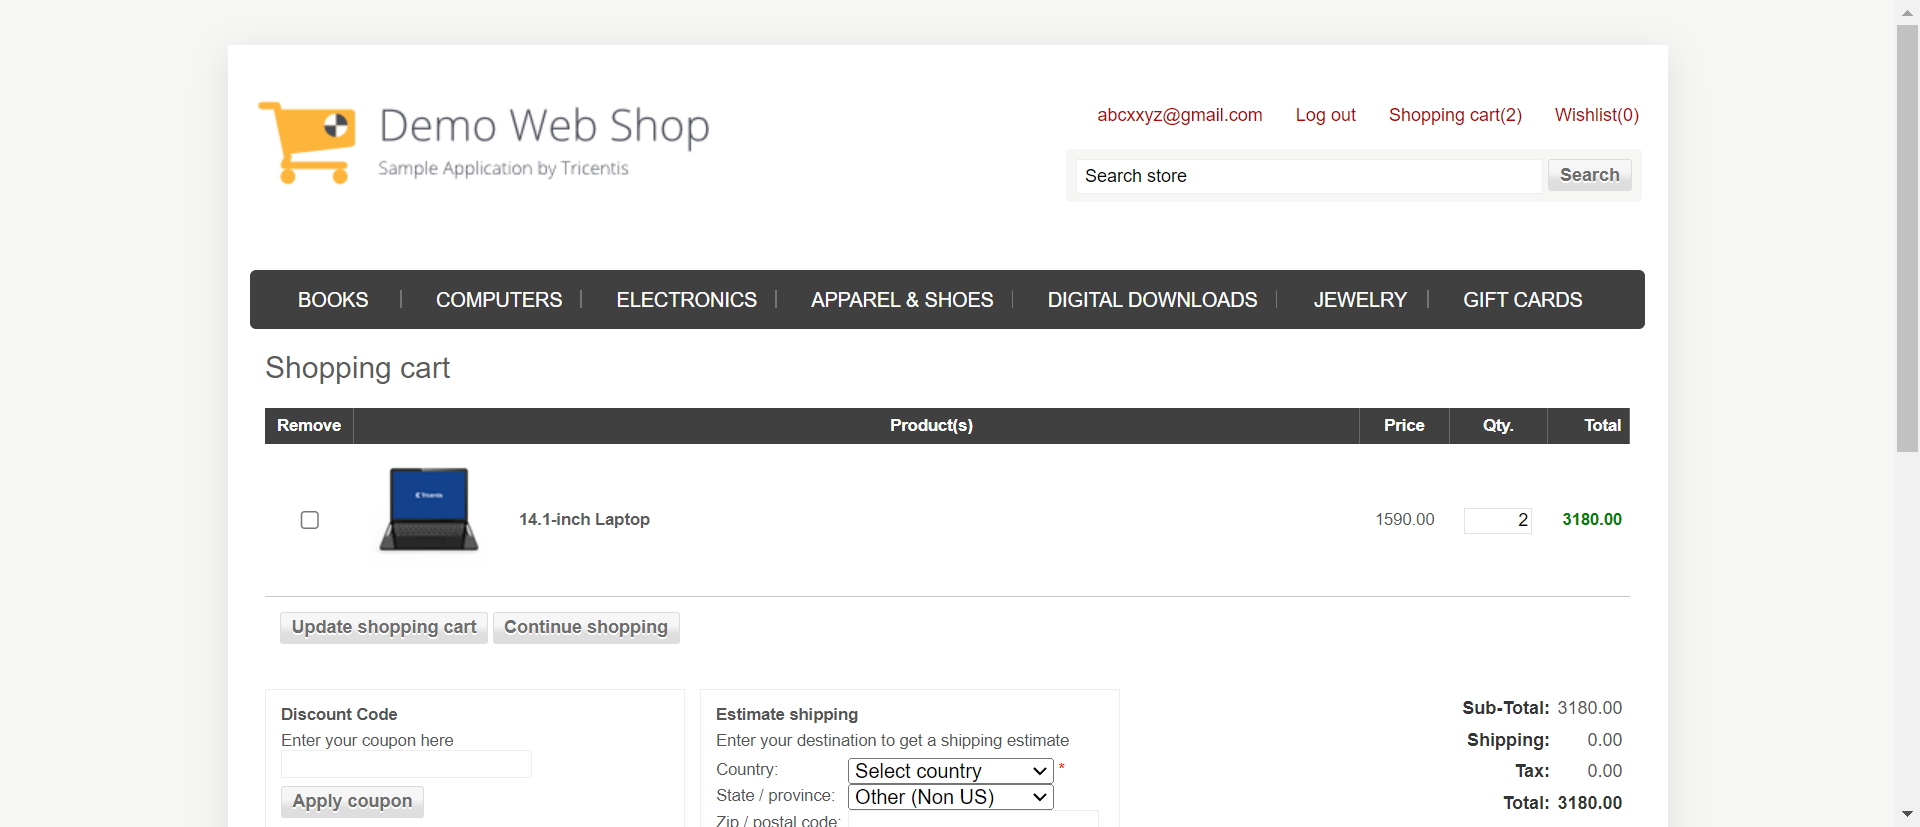 Demo Web Shop
Sample Application by Tricentis
abcxxyz@gmail.com Log out Shopping cart(2) Wishlist(0)
Search store Search
BOOKS COMPUTERS ELECTRONICS APPAREL & SHOES DIGITAL DOWNLOADS JEWELRY GIFT CARDS
Shopping cart
Remove Product(s) Price Qty. Total
Tricentis
14.1-inch Laptop 1590.00 2 3180.00
Update shopping cart Continue shopping
Discount Code
Enter your coupon here
Apply coupon
Estimate shipping
Enter your destination to get a shipping estimate
Country: Select country *
State / province: Other (Non US)
Zip / postal code:
Sub-Total: 3180.00
Shipping: 0.00
Tax: 0.00
Total: 3180.00